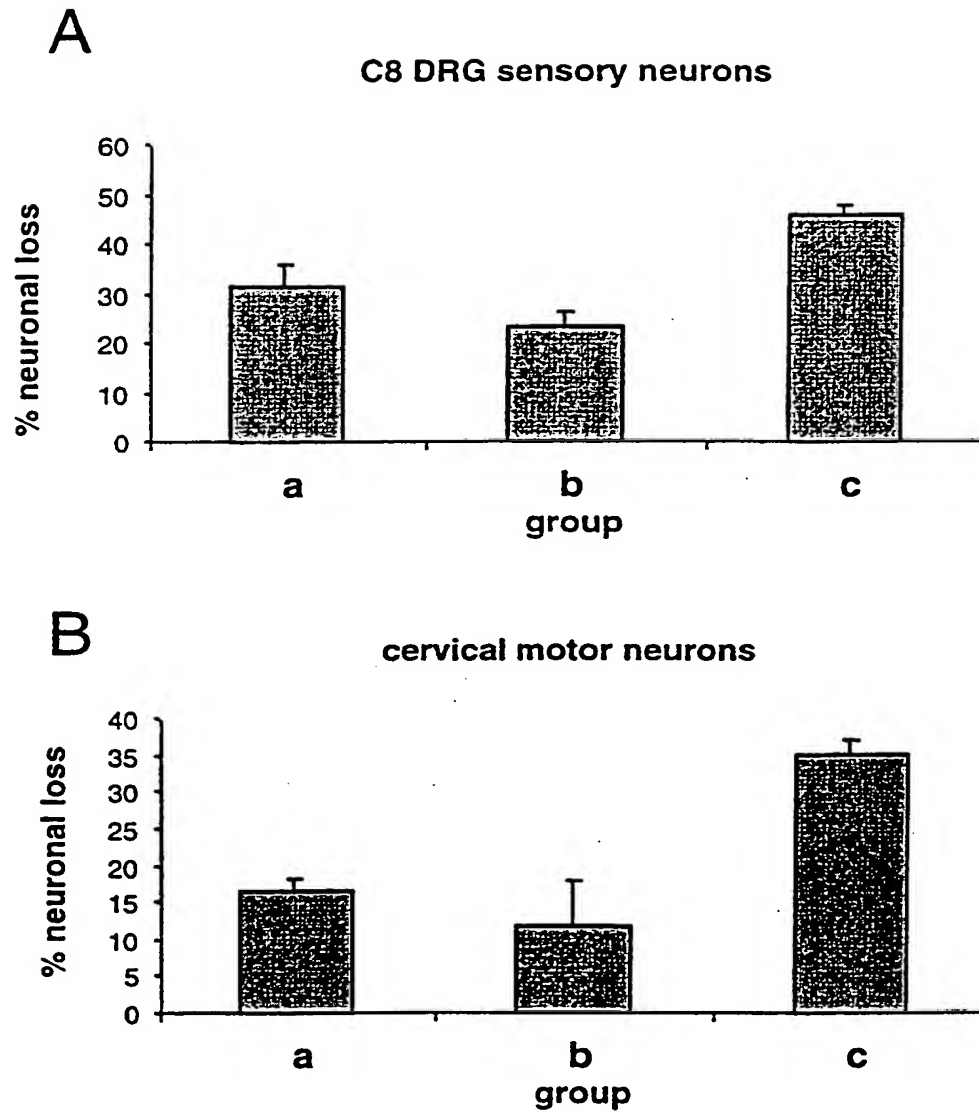 A
C8 DRG sensory neurons
% neuronal loss
60
50
40
30
20
10
0
a b c
group
B
cervical motor neurons
% neuronal loss
40
35
30
25
20
15
10
5
0
a b c
group